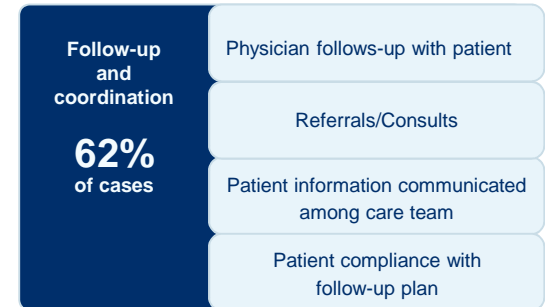 Follow-up
and
coordination
62%
of cases
Physician follows-up with patient
Referrals/Consults
Patient information communicated
among care team
Patient compliance with
follow-up plan